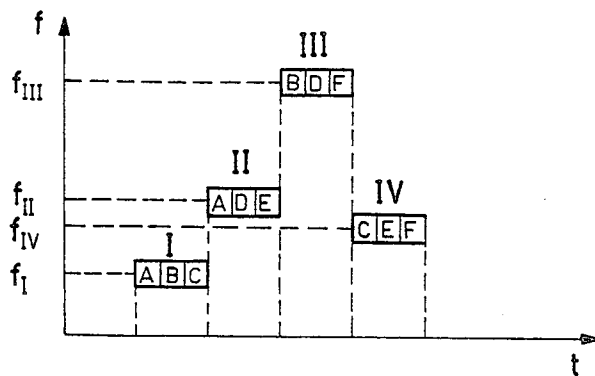 f
III
f_III
B D F
II
IV
f_II
A D E
f_IV
C E F
I
f_I
A B C
t